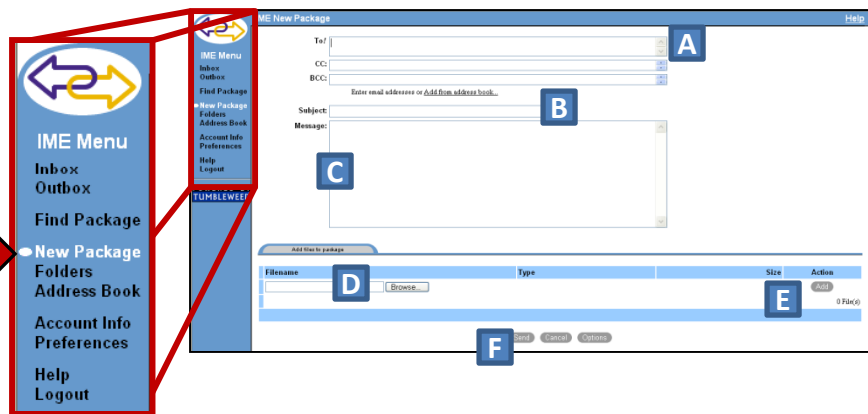 IME Menu
Inbox
Outbox
Find Package
New Package
Folders
Address Book
Account Info
Preferences
Help
Logout
IME Menu
Inbox
Outbox
Find Package
New Package
Folders
Address Book
Account Info
Preferences
Help
Logout
TUMBLEWEED
IME New Package Help
To:
A
CC:
BCC:
Enter email addresses or Add from address book...
B
Subject:
Message:
C
Add files to package
Filename Type Size Action
D Browse... E Add
0 File(s)
F Send Cancel Options